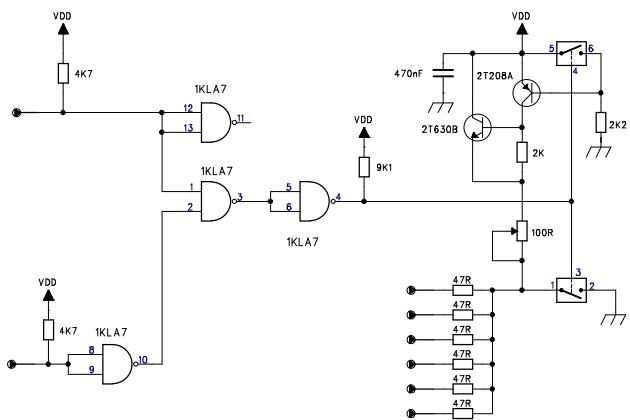 VDD
VDD
5
6
4K7
470nF
4
2T208A
1KLA7
12
13
11
VDD
2T630B
2K2
9K1
2K
1KLA7
1
2
3
5
6
4
1KLA7
100R
3
1
2
47R
VDD
47R
4K7
1KLA7
47R
8
9
10
47R
47R
47R